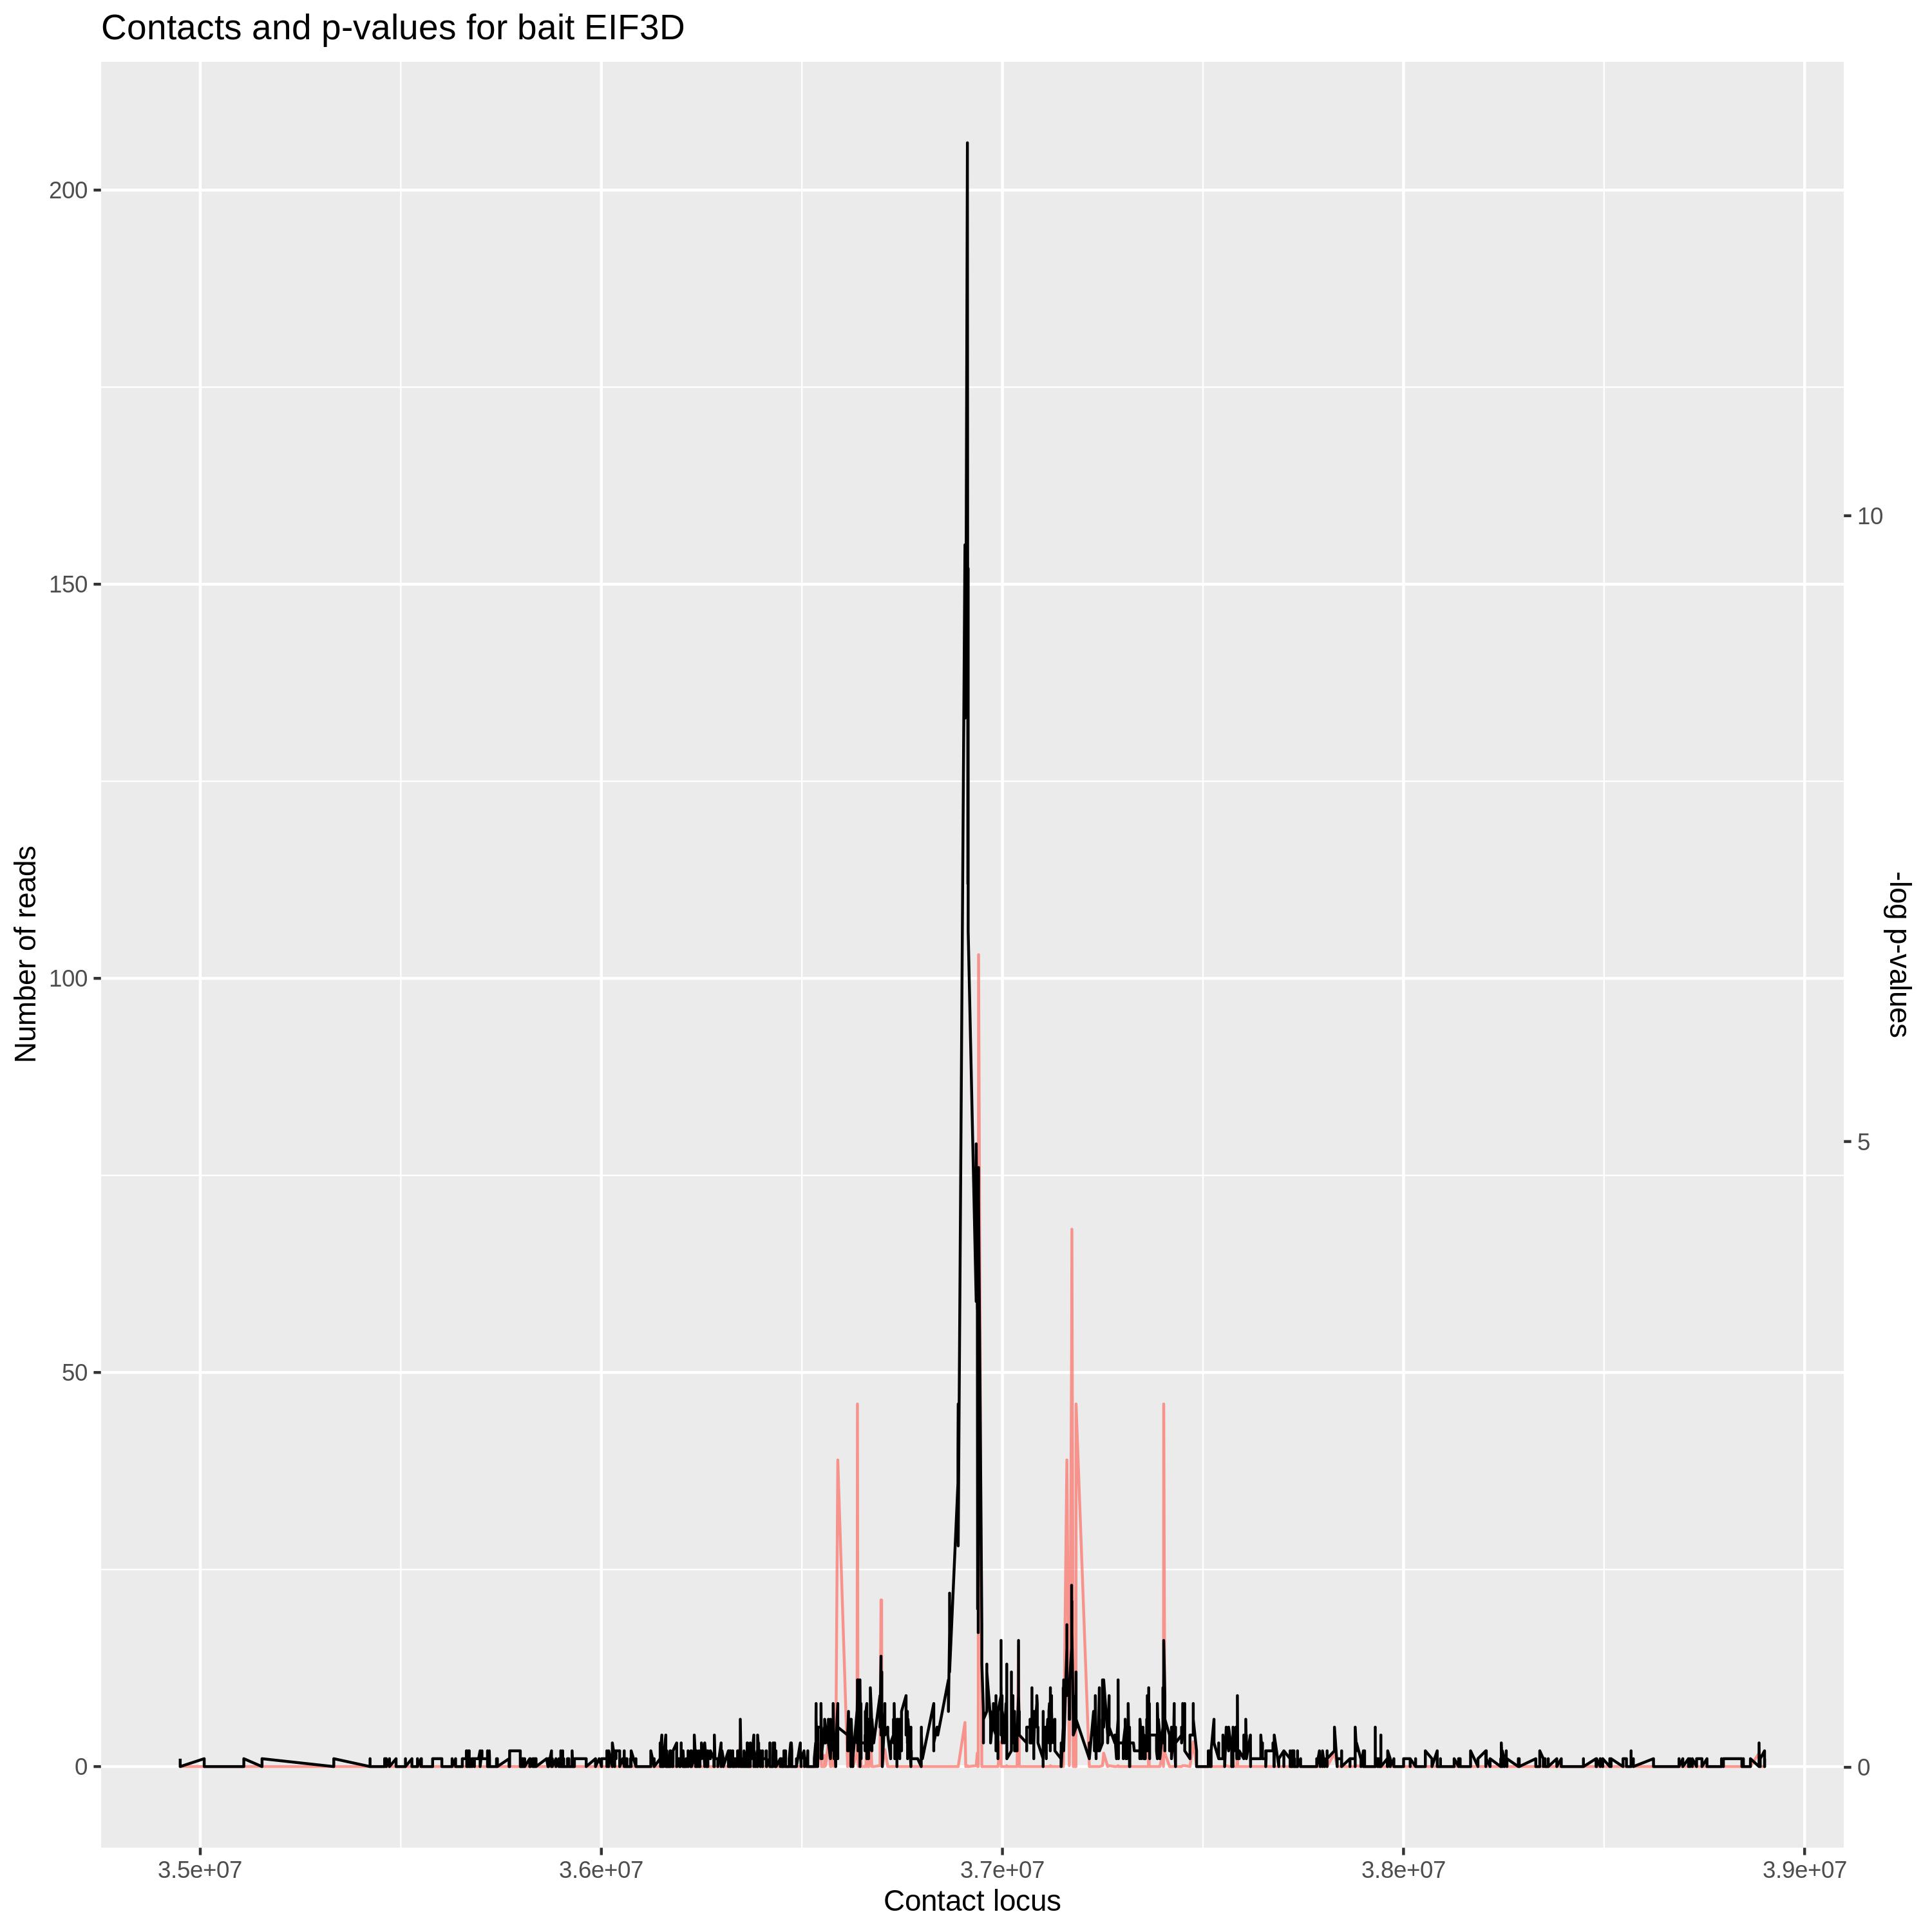 Contacts and p-values for bait EIF3D
200
150
100
50
0
Number of reads
10
5
0
-log p-values
3.5e+07 3.6e+07 3.7e+07 3.8e+07 3.9e+07
Contact locus